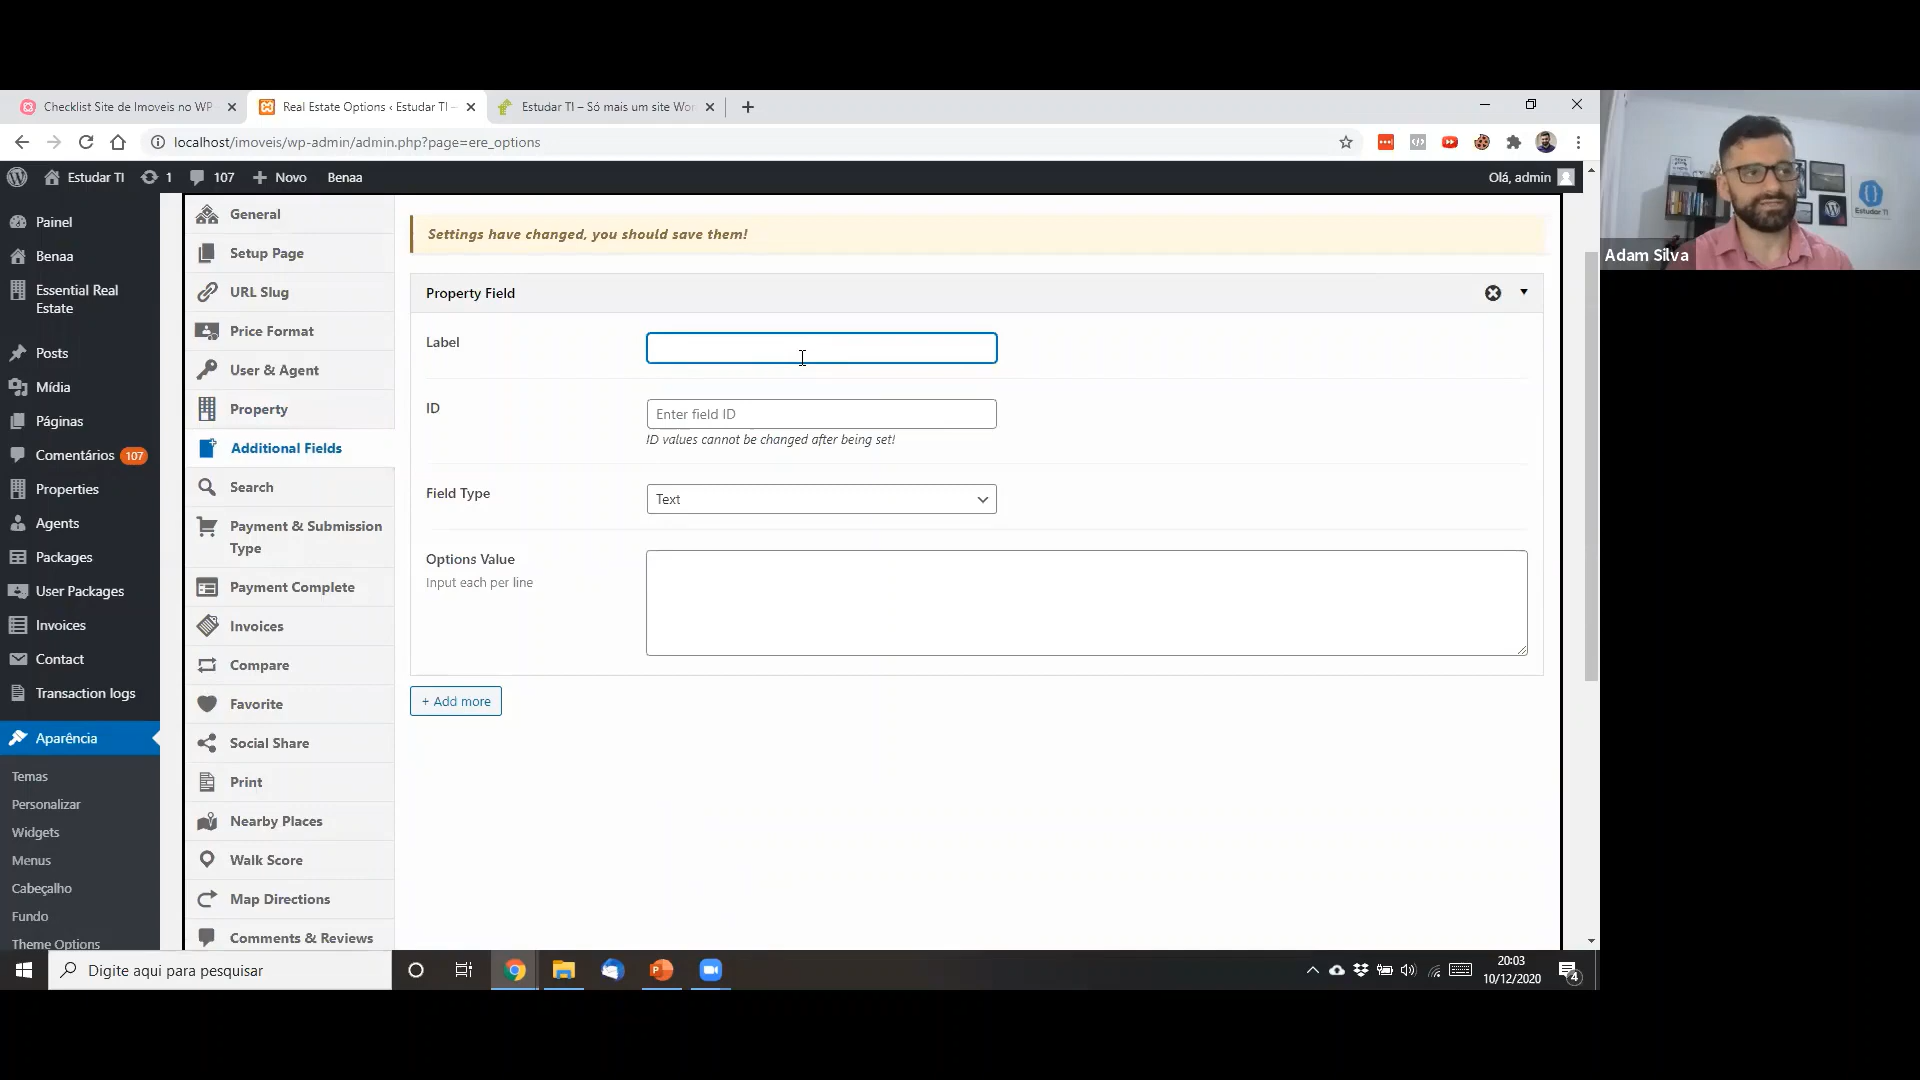 Checklist Site de Imoveis no WP
Real Estate Options ‹ Estudar TI —
Estudar TI – Só mais um site Wor
localhost/imoveis/wp-admin/admin.php?page=ere_options
Estudar TI
1
107
Novo
Benaa
Olá, admin
Painel
Benaa
Essential Real
Estate
Posts
Mídia
Páginas
Comentários 107
Properties
Agents
Packages
User Packages
Invoices
Contact
Transaction logs
Aparência
Temas
Personalizar
Widgets
Menus
Cabeçalho
Fundo
Theme Options
General
Setup Page
URL Slug
Price Format
User & Agent
Property
Additional Fields
Search
Payment & Submission
Type
Payment Complete
Invoices
Compare
Favorite
Social Share
Print
Nearby Places
Walk Score
Map Directions
Comments & Reviews
Settings have changed, you should save them!
Property Field
Label
ID
Enter field ID
ID values cannot be changed after being set!
Field Type
Text
Options Value
Input each per line
+ Add more
Adam Silva
Estudar TI
Digite aqui para pesquisar
20:03
10/12/2020
4